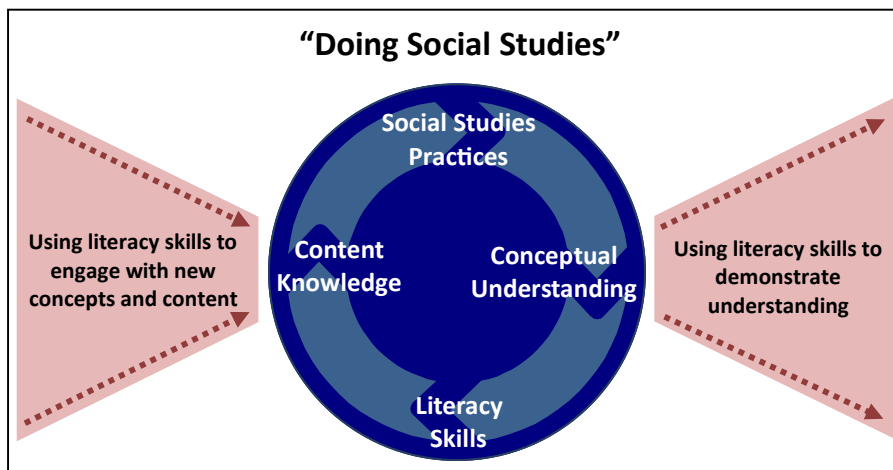 “Doing Social Studies”
Using literacy skills to
engage with new
concepts and content
Social Studies
Practices
Content
Knowledge
Conceptual
Understanding
Literacy
Skills
Using literacy skills to
demonstrate
understanding